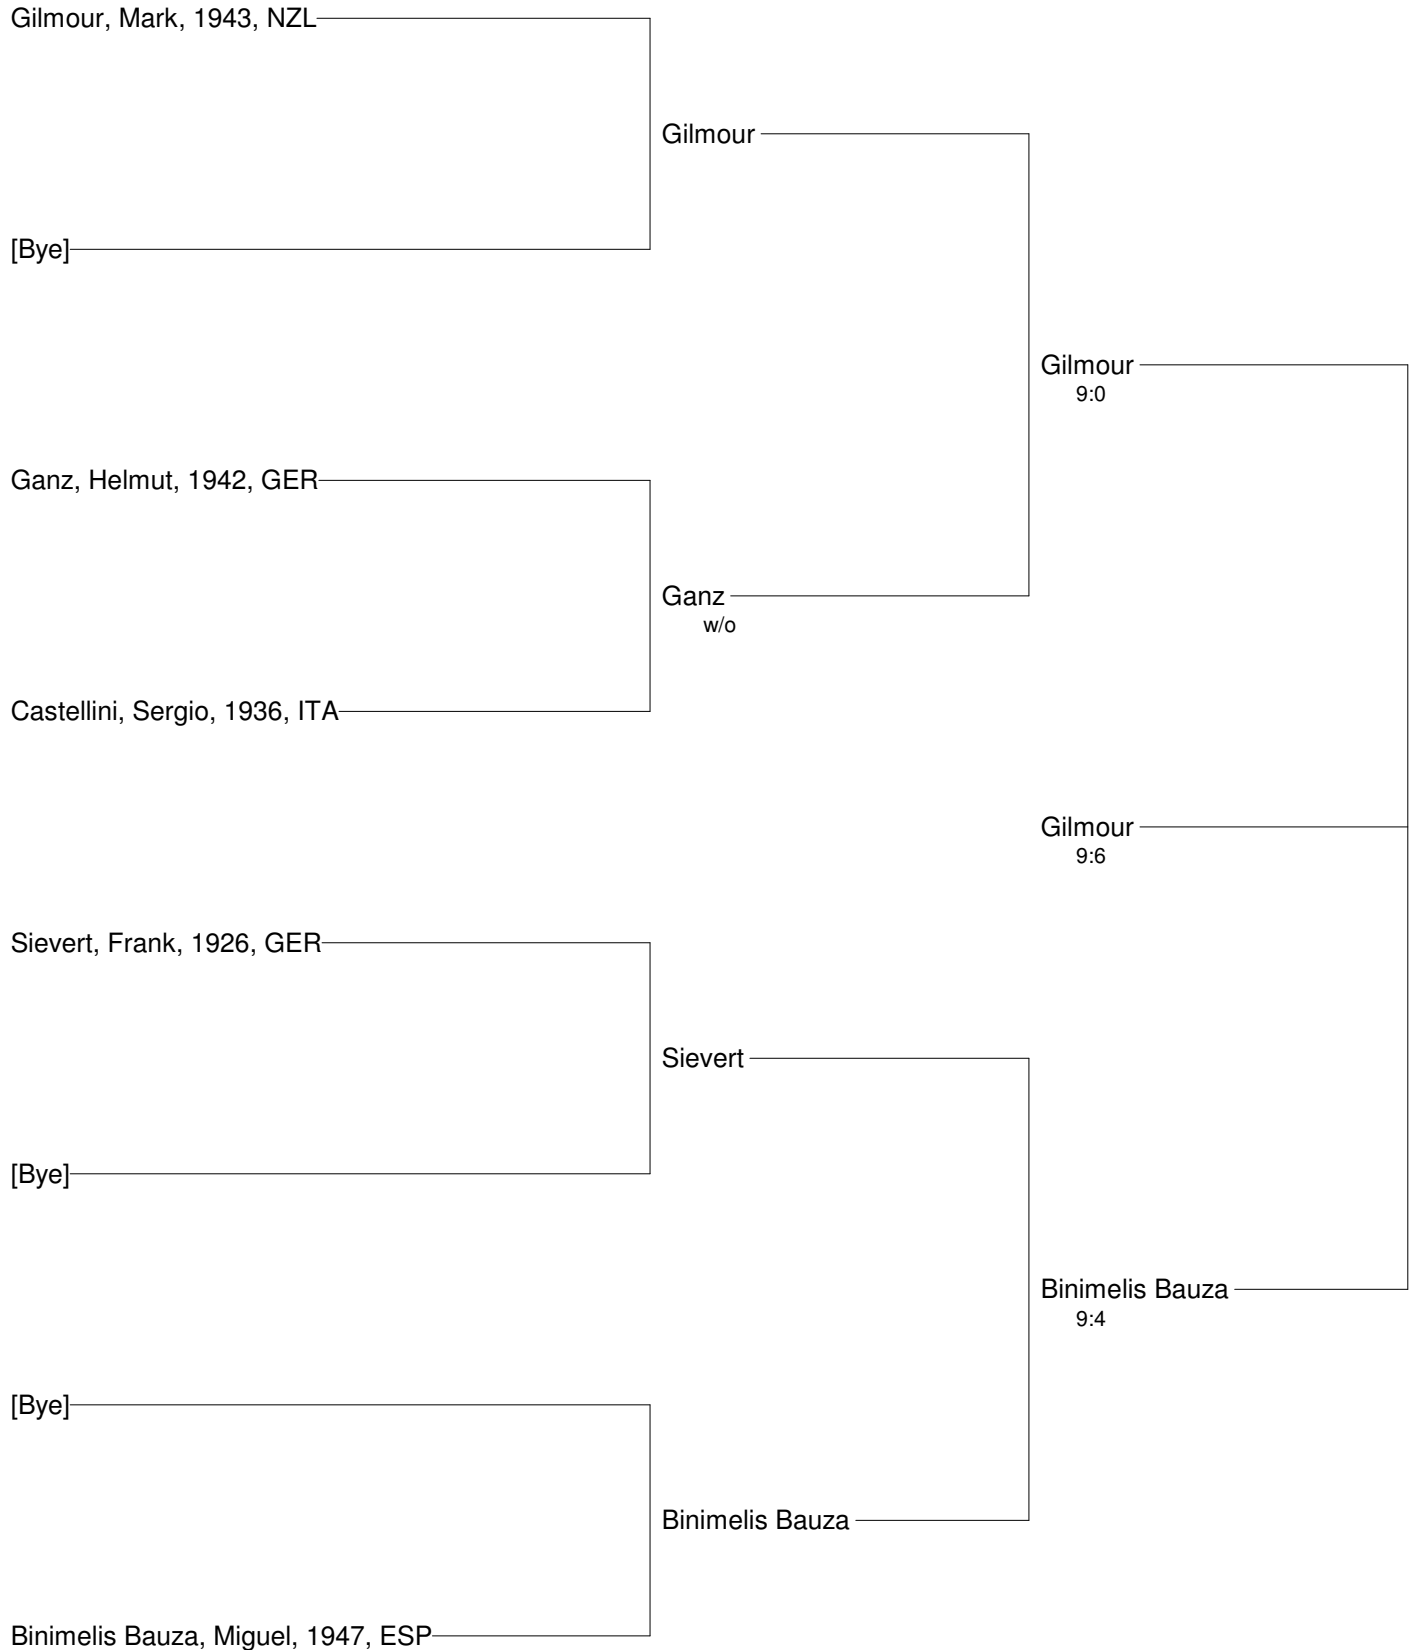 Gilmour, Mark, 1943, NZL
Gilmour
[Bye]
Gilmour
9:0
Ganz, Helmut, 1942, GER
Ganz
w/o
Castellini, Sergio, 1936, ITA
Gilmour
9:6
Sievert, Frank, 1926, GER
Sievert
[Bye]
Binimelis Bauza
9:4
[Bye]
Binimelis Bauza
Binimelis Bauza, Miguel, 1947, ESP